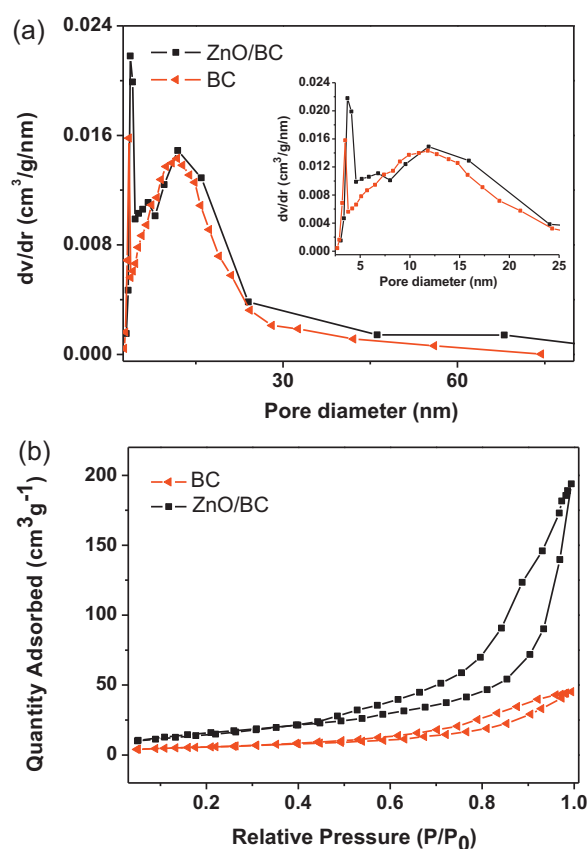 (a)
0.024
0.016
0.008
0.000
dv/dr (cm³/g/nm)
ZnO/BC
BC
0.024
0.020
0.016
0.012
0.008
0.004
0.000
dv/dr (cm³/g/nm)
5
10
15
20
25
Pore diameter (nm)
30
60
Pore diameter (nm)
(b)
200
150
100
50
0
Quantity Adsorbed (cm³g⁻¹)
BC
ZnO/BC
0.2
0.4
0.6
0.8
1.0
Relative Pressure (P/P₀)